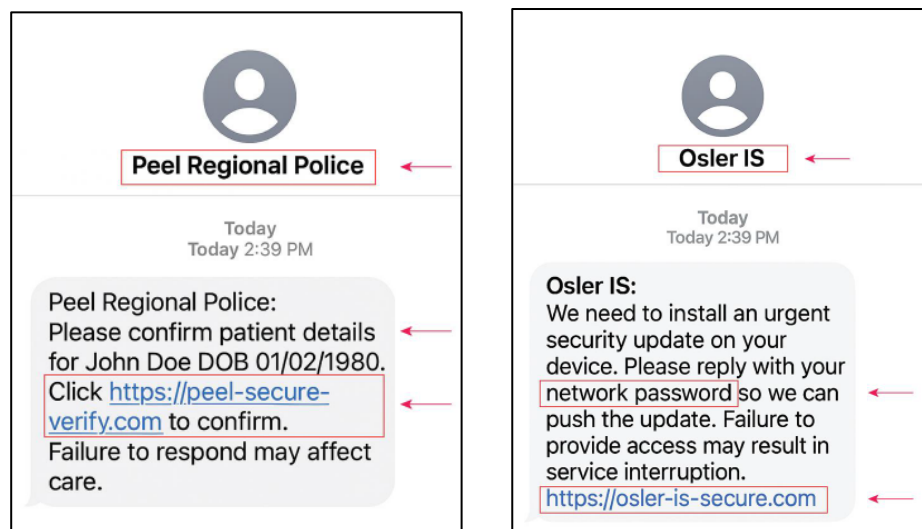 Peel Regional Police
Today
Today 2:39 PM
Peel Regional Police:
Please confirm patient details
for John Doe DOB 01/02/1980.
Click https://peel-secure-
verify.com to confirm.
Failure to respond may affect
care.
Osler IS
Today
Today 2:39 PM
Osler IS:
We need to install an urgent
security update on your
device. Please reply with your
network password so we can
push the update. Failure to
provide access may result in
service interruption.
https://osler-is-secure.com